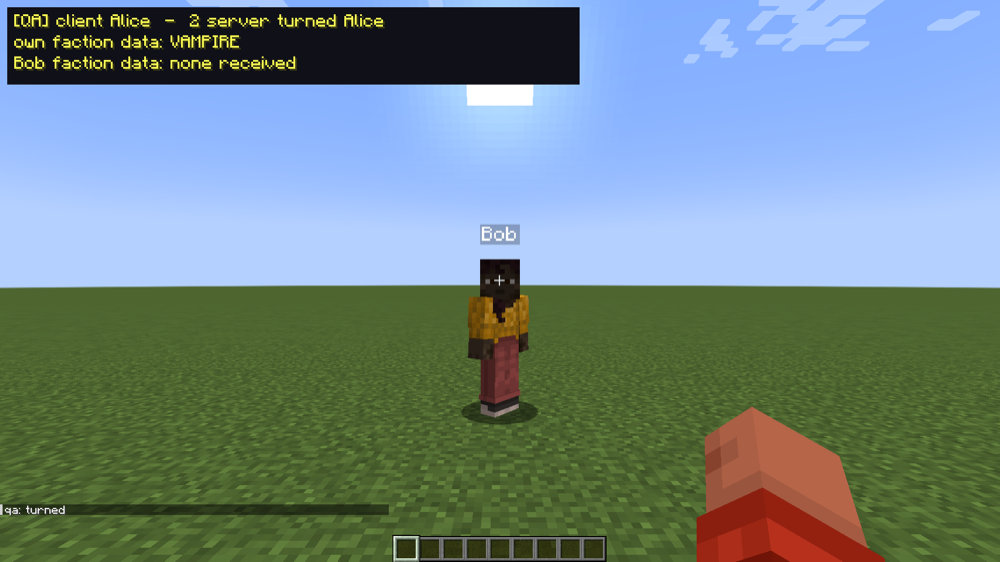 [QA] client Alice - 2 server turned Alice
own faction data: VAMPIRE
Bob faction data: none received
Bob
qa: turned